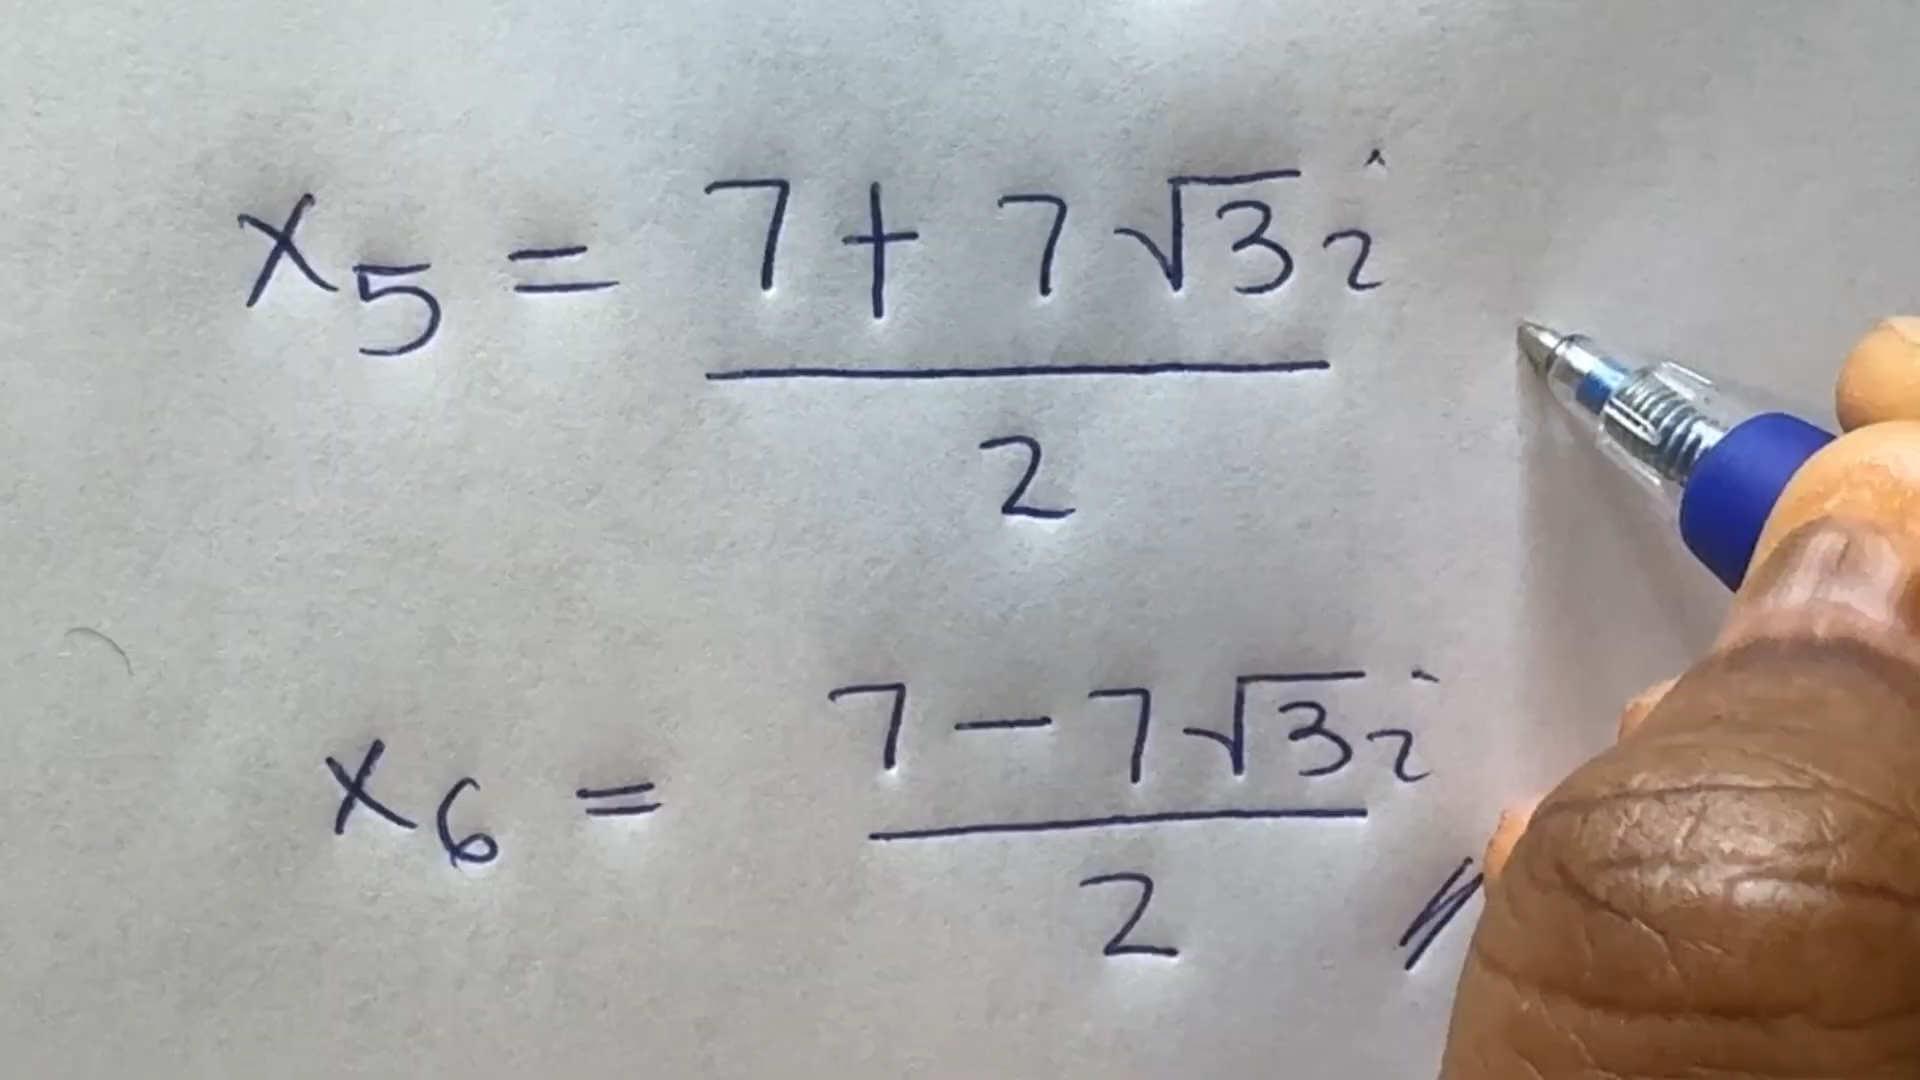 x₅ = (7 + 7√3i) / 2
x₆ = (7 − 7√3i) / 2